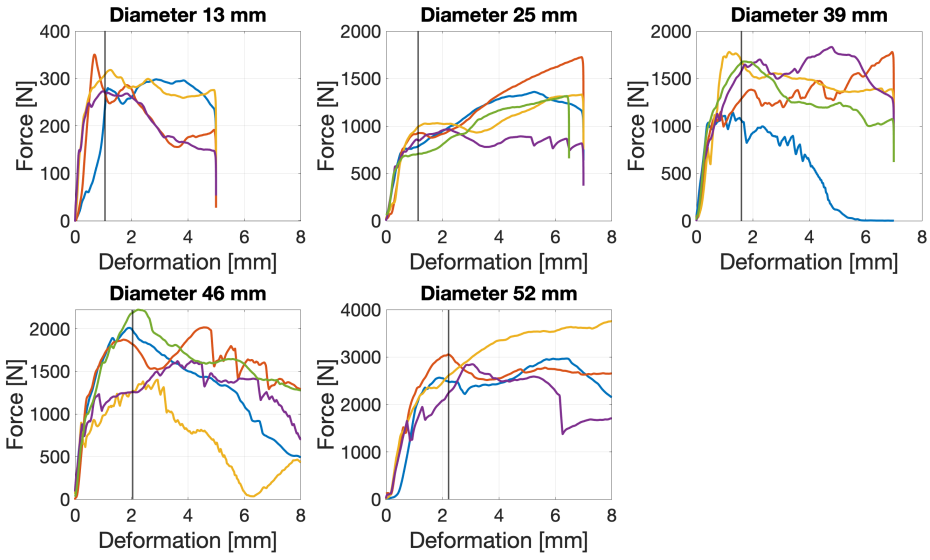 Diameter 13 mm
Force [N]
400
300
200
100
0
0 2 4 6 8
Deformation [mm]
Diameter 25 mm
Force [N]
2000
1500
1000
500
0
0 2 4 6 8
Deformation [mm]
Diameter 39 mm
Force [N]
2000
1500
1000
500
0
0 2 4 6 8
Deformation [mm]
Diameter 46 mm
Force [N]
2000
1500
1000
500
0
0 2 4 6 8
Deformation [mm]
Diameter 52 mm
Force [N]
4000
3000
2000
1000
0
0 2 4 6 8
Deformation [mm]